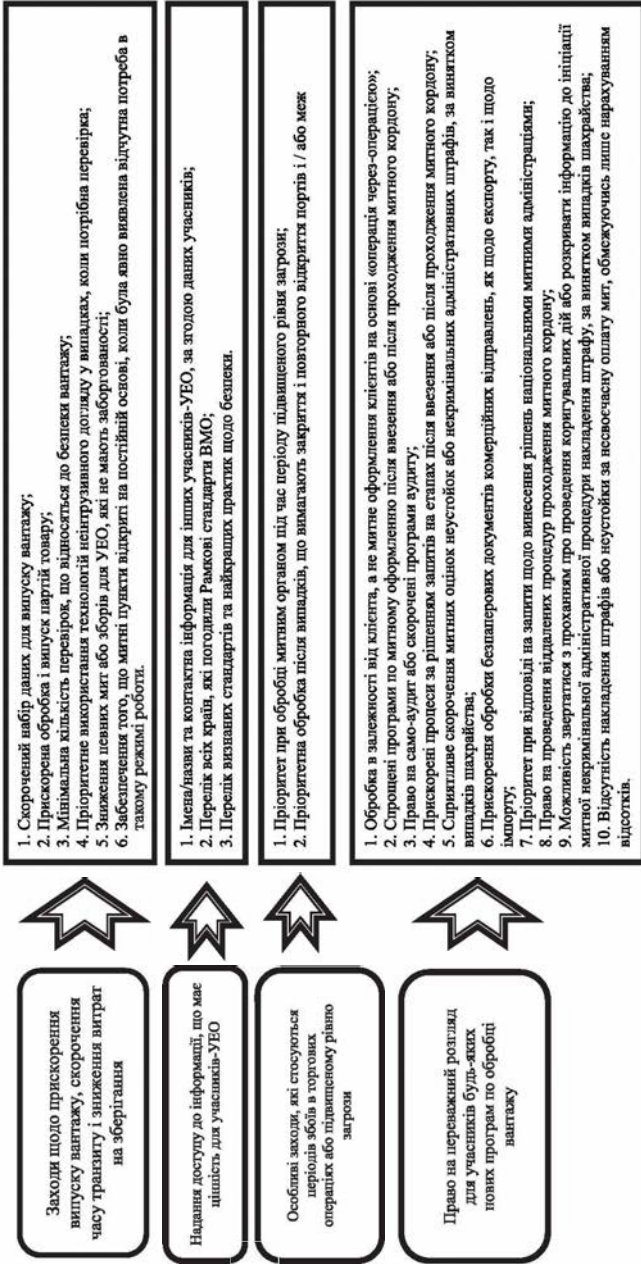 Заходи щодо прискорення
випуску вантажу, скорочення
часу транзиту і зниження витрат
на зберігання
1. Скорочений набір даних для випуску вантажу;
2. Прискорена обробка і випуск партій товару;
3. Мінімальна кількість перевірок, що відносяться до безпеки вантажу;
4. Пріоритетне використання технологій неінтрузивного догляду у випадках, коли потрібна перевірка;
5. Зниження певних мит або зборів для УЕО, які не мають заборгованості;
6. Забезпечення того, що митні пункти відкриті на постійній основі, коли була явно виявлена відчутна потреба в
такому режимі роботи.
Надання доступу до інформації, що має
цінність для учасників-УЕО
1. Імена/назви та контактна інформація для інших учасників-УЕО, за згодою даних учасників;
2. Перелік всіх країн, які погодили Рамкові стандарти ВМО;
3. Перелік визнаних стандартів та найкращих практик щодо безпеки.
Особливі заходи, які стосуються
періодів збоїв в торгових
операціях або підвищеному рівню
загрози
1. Пріоритет при обробці митним органом під час періоду підвищеного рівня загрози;
2. Пріоритетна обробка після випадків, що вимагають закриття і повторного відкриття портів і / або меж
Право на переважний розгляд
для учасників будь-яких
нових програм по обробці
вантажу
1. Обробка в залежності від клієнта, а не митне оформлення клієнтів на основі «операція через-операцією»;
2. Спрощені програми по митному оформленню після ввезення або після проходження митного кордону;
3. Право на само-аудит або скорочені програми аудиту;
4. Прискорені процеси за рішенням запитів на етапах після ввезення або після проходження митного кордону;
5. Сприятливе скорочення митних оцінок неустойок або некримінальних адміністративних штрафів, за винятком
випадків шахрайства;
6. Прискорення обробки безпаперових документів комерційних відправлень, як щодо експорту, так і щодо
імпорту;
7. Пріоритет при відповіді на запити щодо винесення рішень національними митними адміністраціями;
8. Право на проведення віддалених процедур проходження митного кордону;
9. Можливість звертатися з проханням про проведення коригувальних дій або розкривати інформацію до ініціації
митної некримінальної адміністративної процедури накладення штрафу, за винятком випадків шахрайства;
10. Відсутність накладення штрафів або неустойки за несвоєчасну оплату мит, обмежуючись лише нарахуванням
відсотків.